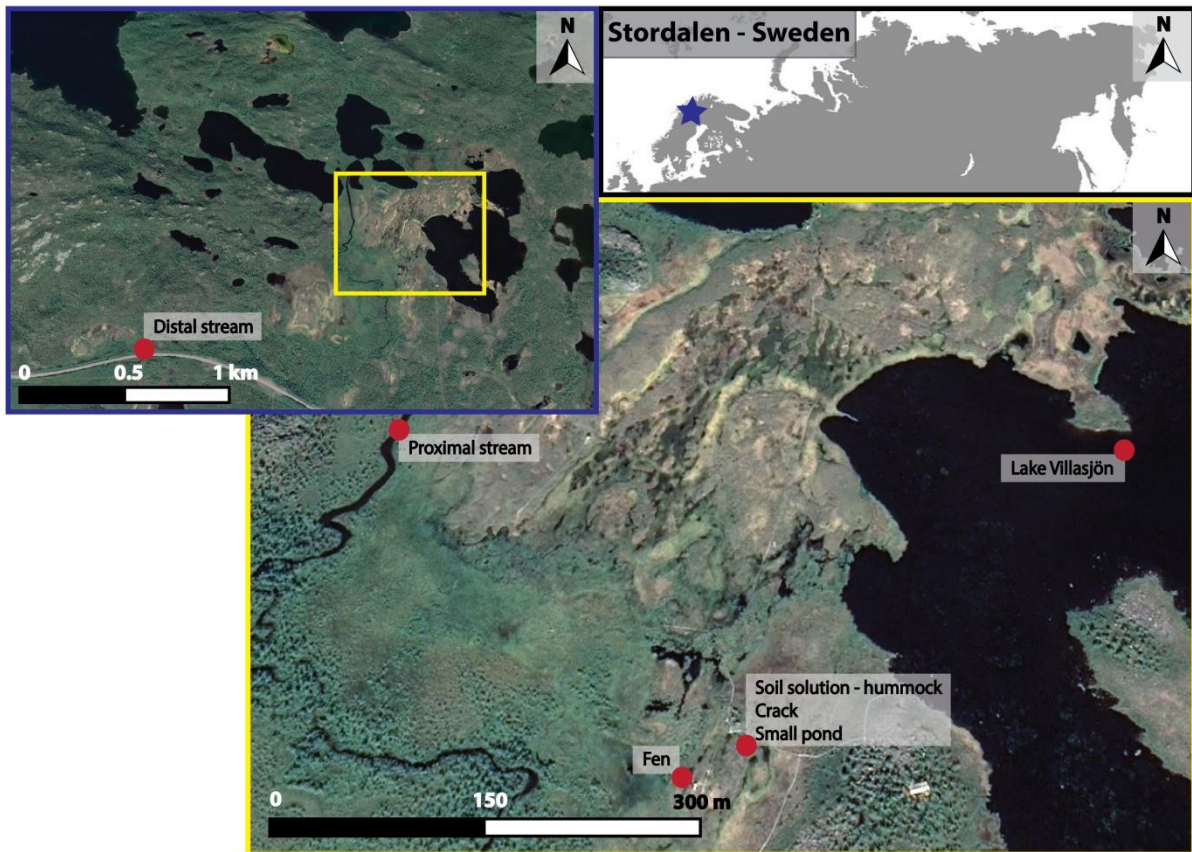 N
Stordalen - Sweden
N
Distal stream
0 0.5 1 km
N
Proximal stream
Lake Villasjön
Soil solution - hummock
Crack
Small pond
Fen
0 150 300 m